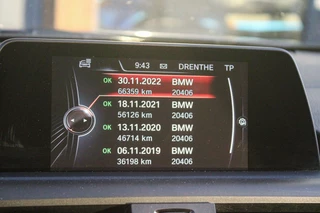 9:43 DRENTHE TP
OK 30.11.2022 BMW
66359 km 20406
OK 18.11.2021 BMW
56126 km 20406
OK 13.11.2020 BMW
46714 km 20406
OK 06.11.2019 BMW
36198 km 20406